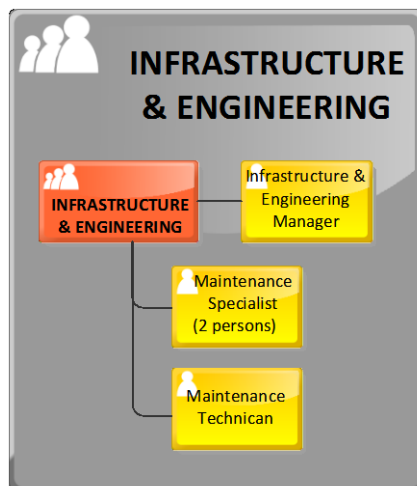 INFRASTRUCTURE
& ENGINEERING
INFRASTRUCTURE
& ENGINEERING
Infrastructure &
Engineering
Manager
Maintenance
Specialist
(2 persons)
Maintenance
Technican